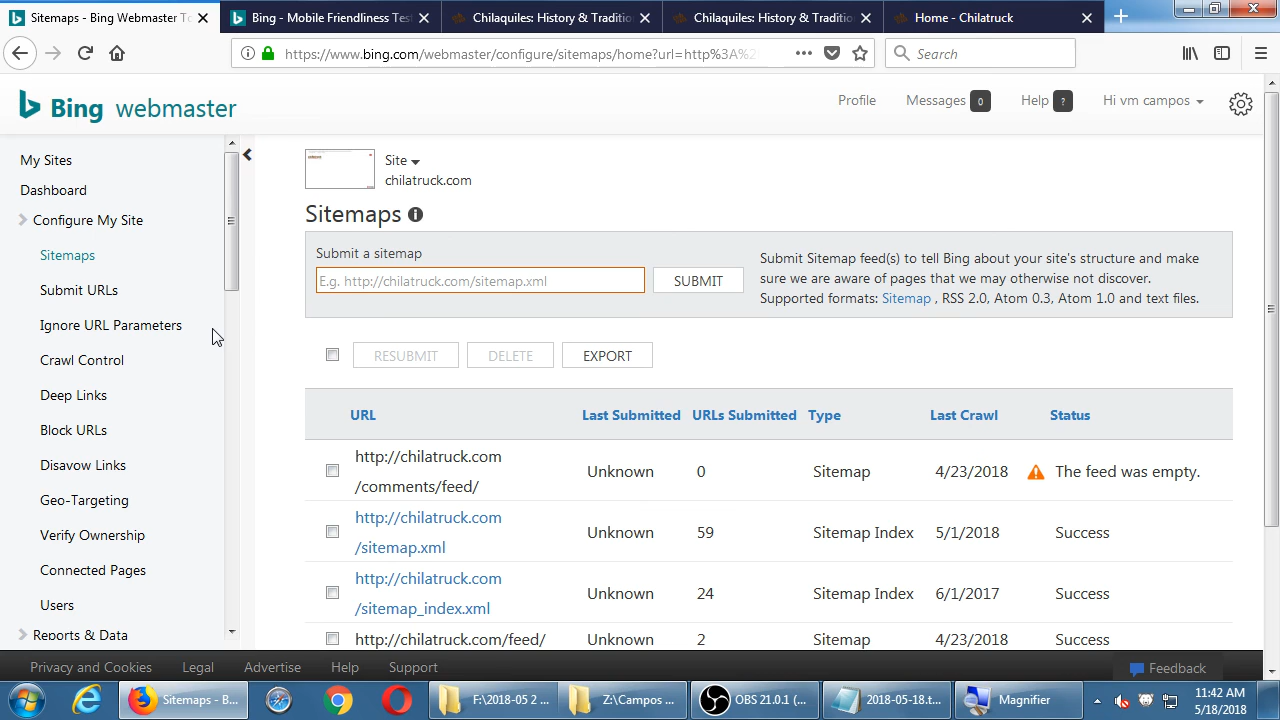 Sitemaps - Bing Webmaster To
Bing - Mobile Friendliness Test
Chilaquiles: History & Traditio
Chilaquiles: History & Traditio
Home - Chilatruck
https://www.bing.com/webmaster/configure/sitemaps/home?url=http%3A%2
Search
Bing webmaster
Profile
Messages 0
Help ?
Hi vm campos
My Sites
Dashboard
Configure My Site
Sitemaps
Submit URLs
Ignore URL Parameters
Crawl Control
Deep Links
Block URLs
Disavow Links
Geo-Targeting
Verify Ownership
Connected Pages
Users
Reports & Data
Site
chilatruck.com
Sitemaps
Submit a sitemap
E.g. http://chilatruck.com/sitemap.xml
SUBMIT
Submit Sitemap feed(s) to tell Bing about your site's structure and make
sure we are aware of pages that we may otherwise not discover.
Supported formats: Sitemap , RSS 2.0, Atom 0.3, Atom 1.0 and text files.
RESUBMIT DELETE EXPORT
URL Last Submitted URLs Submitted Type Last Crawl Status
http://chilatruck.com
/comments/feed/ Unknown 0 Sitemap 4/23/2018 The feed was empty.
http://chilatruck.com
/sitemap.xml Unknown 59 Sitemap Index 5/1/2018 Success
http://chilatruck.com
/sitemap_index.xml Unknown 24 Sitemap Index 6/1/2017 Success
http://chilatruck.com/feed/ Unknown 2 Sitemap 4/23/2018 Success
Privacy and Cookies Legal Advertise Help Support Feedback
Sitemaps - B...
F:\2018-05 2 ...
Z:\Campos ...
OBS 21.0.1 (...
2018-05-18.t...
Magnifier
11:42 AM
5/18/2018